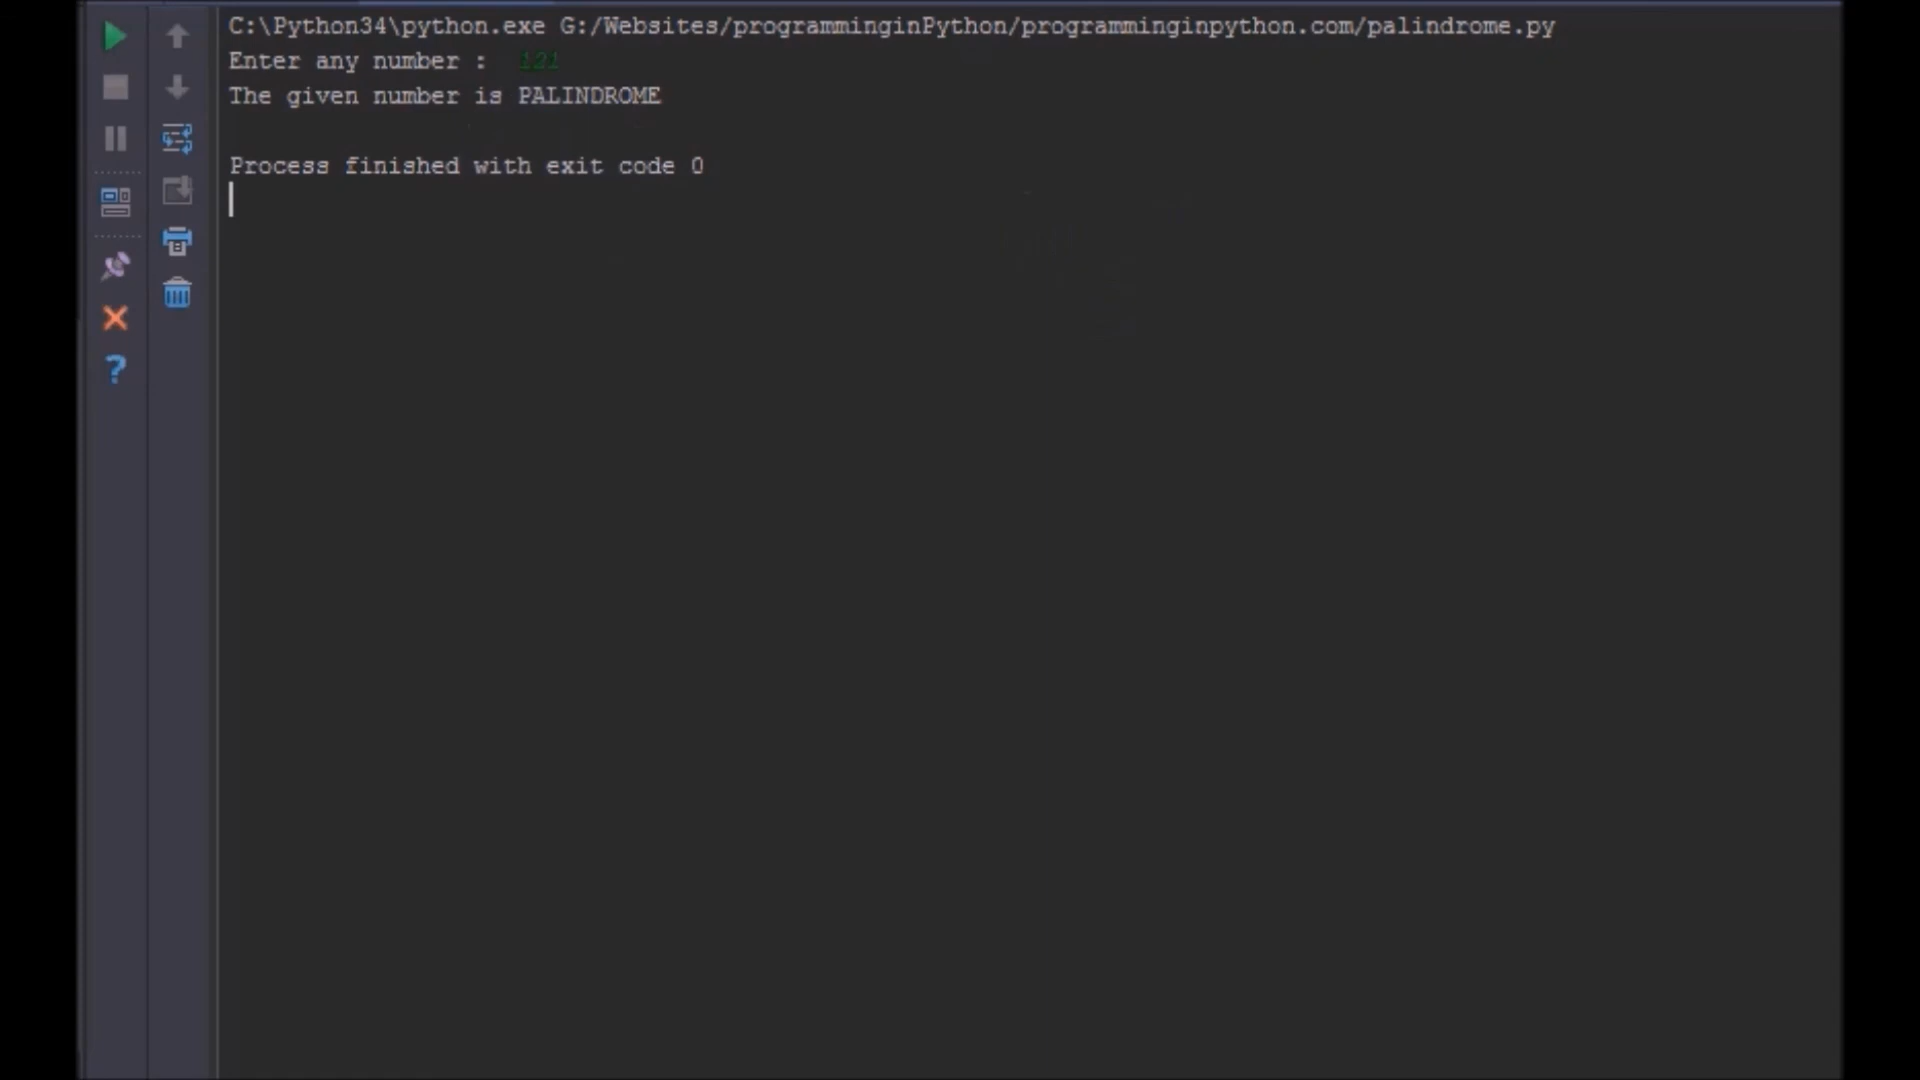 C:\Python34\python.exe G:/Websites/programminginPython/programminginpython.com/palindrome.py
Enter any number :  121
The given number is PALINDROME
Process finished with exit code 0